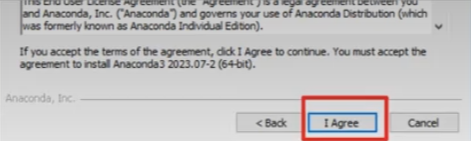 This End User License Agreement (the "Agreement") is a legal agreement between you
and Anaconda, Inc. ("Anaconda") and governs your use of Anaconda Distribution (which
was formerly known as Anaconda Individual Edition).
If you accept the terms of the agreement, click I Agree to continue. You must accept the
agreement to install Anaconda3 2023.07-2 (64-bit).
Anaconda, Inc.
< Back I Agree Cancel